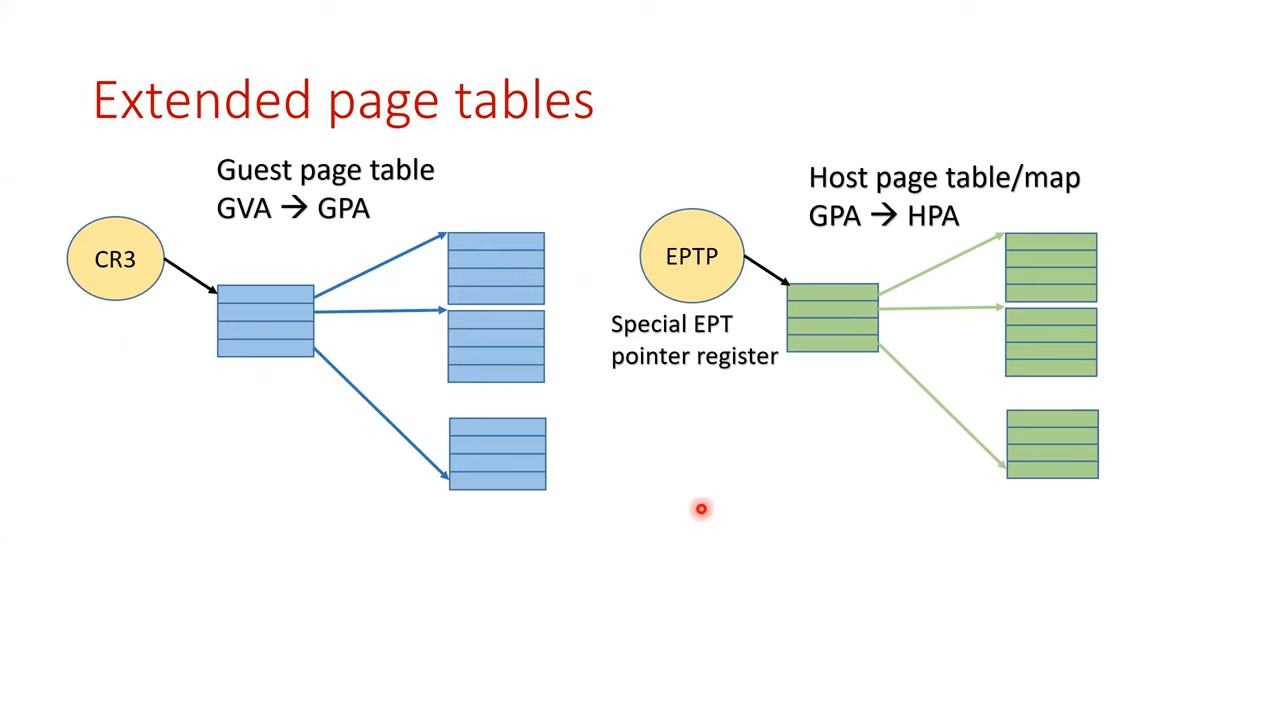 Extended page tables
Guest page table
GVA → GPA
CR3
Host page table/map
GPA → HPA
EPTP
Special EPT
pointer register